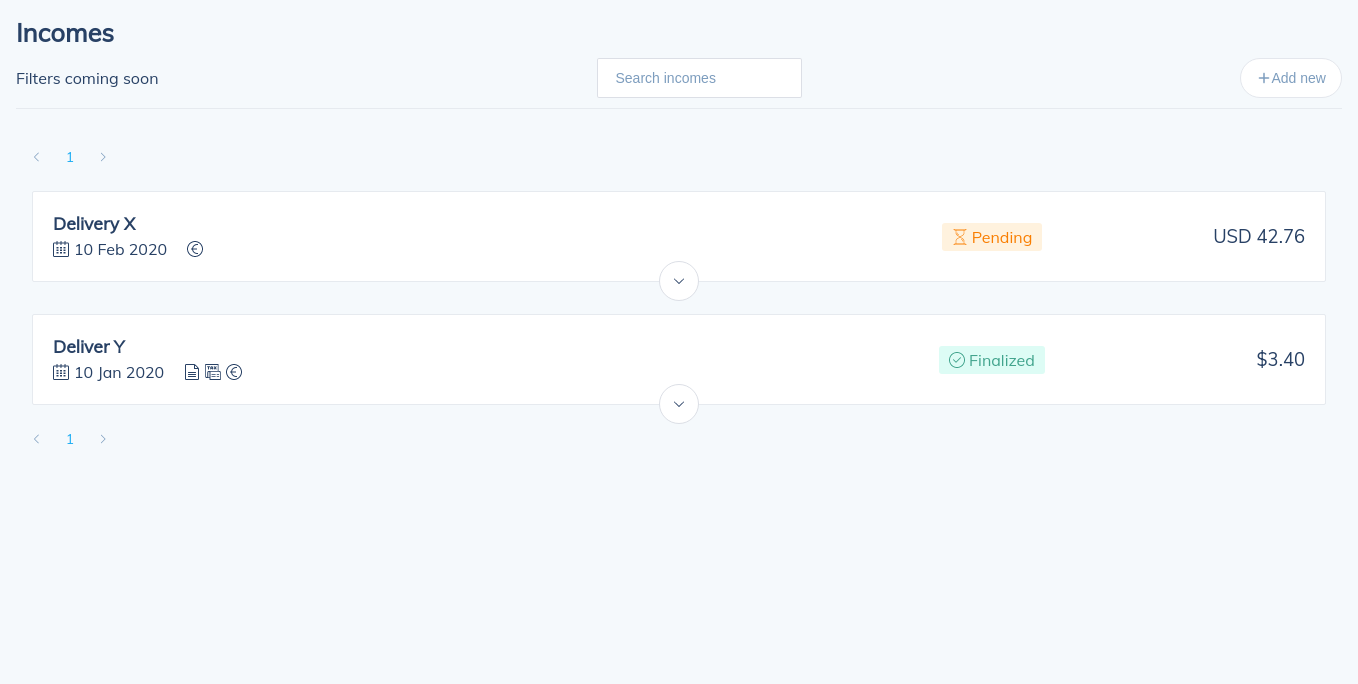 Incomes
Filters coming soon
Search incomes
+Add new
1
Delivery X
10 Feb 2020
Pending
USD 42.76
Deliver Y
10 Jan 2020
Finalized
$3.40
1